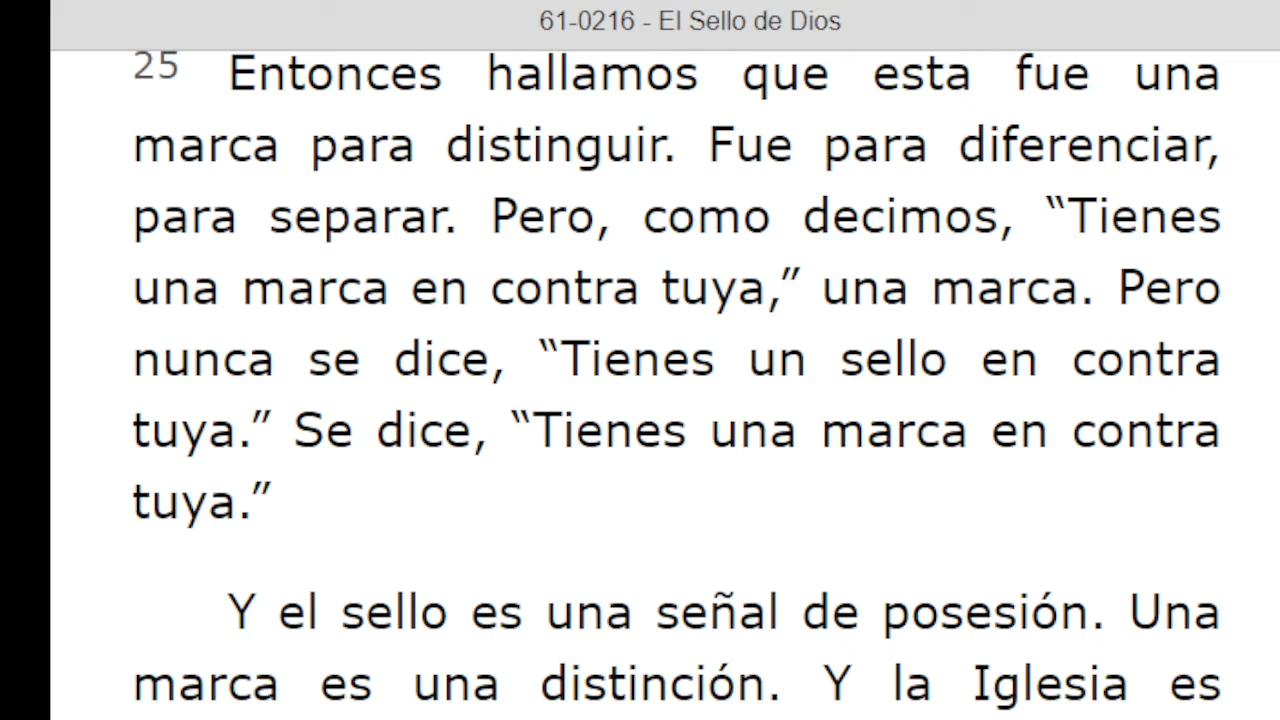 61-0216 - El Sello de Dios
25 Entonces hallamos que esta fue una
marca para distinguir. Fue para diferenciar,
para separar. Pero, como decimos, “Tienes
una marca en contra tuya,” una marca. Pero
nunca se dice, “Tienes un sello en contra
tuya.” Se dice, “Tienes una marca en contra
tuya.”
Y el sello es una señal de posesión. Una
marca es una distinción. Y la Iglesia es